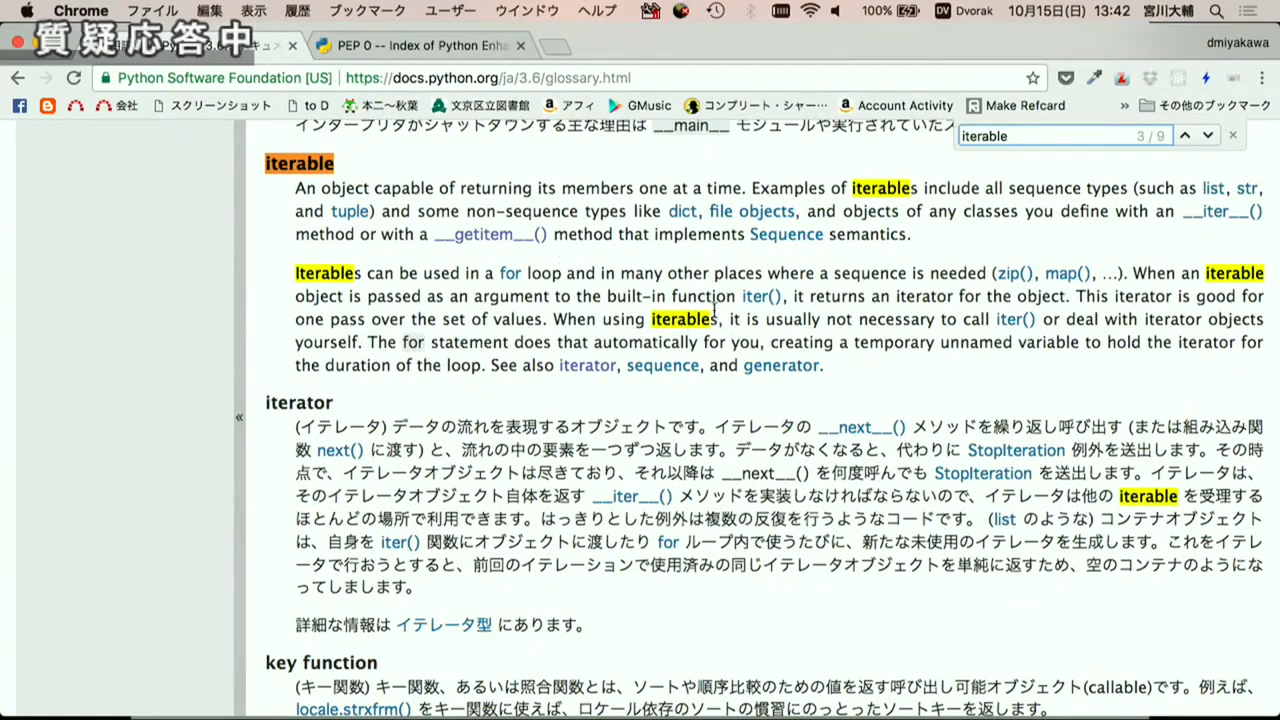 Chrome ファイル 編集 表示 履歴 ブックマーク ユーザー ウインドウ ヘルプ 100% DV Dvorak 10月15日(日) 13:42 宮川大輔
質疑応答中
PEP 0 -- Index of Python Enha
dmiyakawa
Python Software Foundation [US] https://docs.python.org/ja/3.6/glossary.html
会社 スクリーンショット to D 本二～秋葉 文京区立図書館 アフィ GMusic コンプリート・シャー… Account Activity Make Refcard » その他のブックマーク
iterable 3 / 9
インタープリタがシャットダウンする主な理由は __main__ モジュールや実行されていたス
iterable
An object capable of returning its members one at a time. Examples of iterables include all sequence types (such as list, str,
and tuple) and some non-sequence types like dict, file objects, and objects of any classes you define with an __iter__()
method or with a __getitem__() method that implements Sequence semantics.
Iterables can be used in a for loop and in many other places where a sequence is needed (zip(), map(), ...). When an iterable
object is passed as an argument to the built-in function iter(), it returns an iterator for the object. This iterator is good for
one pass over the set of values. When using iterables, it is usually not necessary to call iter() or deal with iterator objects
yourself. The for statement does that automatically for you, creating a temporary unnamed variable to hold the iterator for
the duration of the loop. See also iterator, sequence, and generator.
«
iterator
(イテレータ) データの流れを表現するオブジェクトです。イテレータの __next__() メソッドを繰り返し呼び出す (または組み込み関
数 next() に渡す) と、流れの中の要素を一つずつ返します。データがなくなると、代わりに StopIteration 例外を送出します。その時
点で、イテレータオブジェクトは尽きており、それ以降は __next__() を何度呼んでも StopIteration を送出します。イテレータは、
そのイテレータオブジェクト自体を返す __iter__() メソッドを実装しなければならないので、イテレータは他の iterable を受理する
ほとんどの場所で利用できます。はっきりとした例外は複数の反復を行うようなコードです。 (list のような) コンテナオブジェクト
は、自身を iter() 関数にオブジェクトに渡したり for ループ内で使うたびに、新たな未使用のイテレータを生成します。これをイテレ
ータで行おうとすると、前回のイテレーションで使用済みの同じイテレータオブジェクトを単純に返すため、空のコンテナのようにな
ってしまします。
詳細な情報は イテレータ型 にあります。
key function
(キー関数) キー関数、あるいは照合関数とは、ソートや順序比較のための値を返す呼び出し可能オブジェクト(callable)です。例えば、
locale.strxfrm() をキー関数に使えば、ロケール依存のソートの慣習にのっとったソートキーを返します。